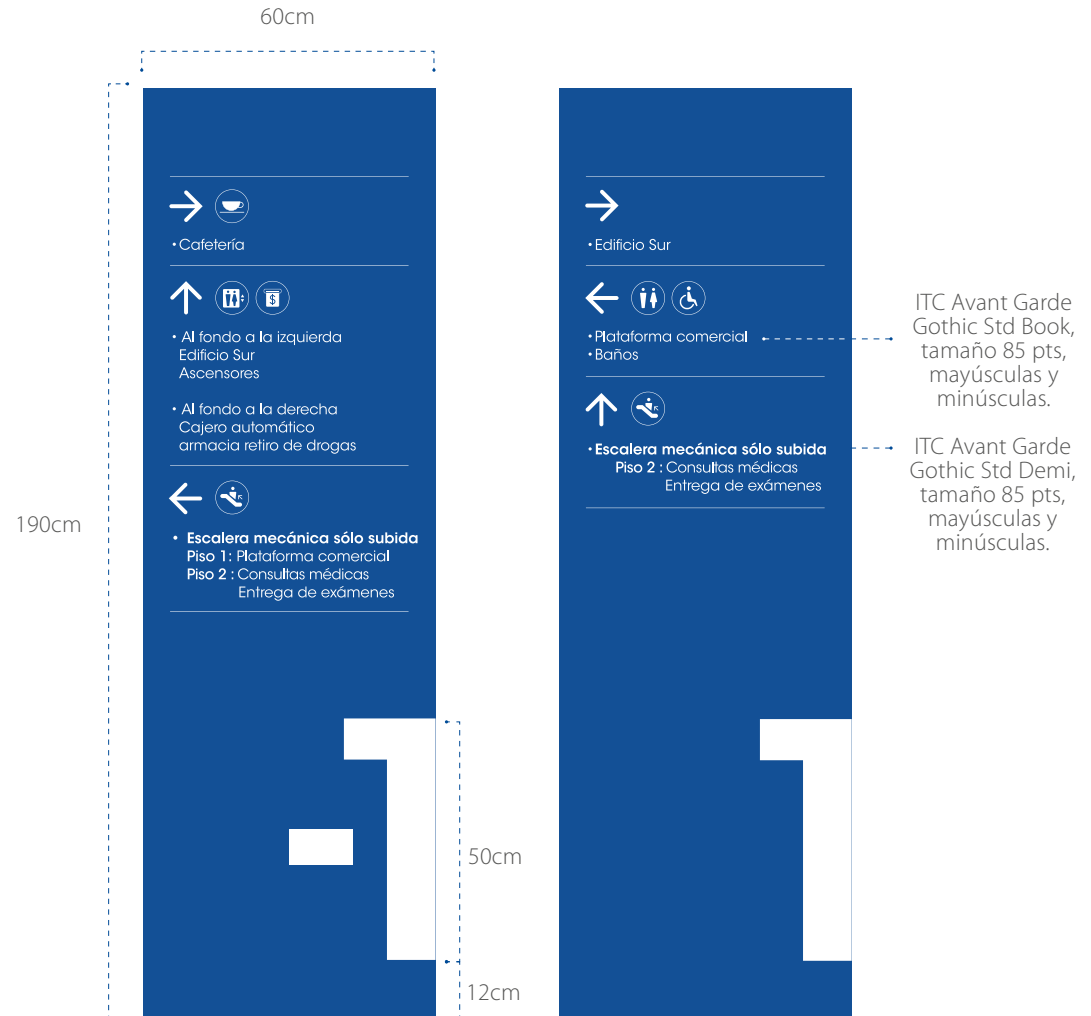 60cm
• Cafetería
• Al fondo a la izquierda
Edificio Sur
Ascensores
• Al fondo a la derecha
Cajero automático
armacia retiro de drogas
• Escalera mecánica sólo subida
Piso 1: Plataforma comercial
Piso 2 : Consultas médicas
Entrega de exámenes
-1
190cm
50cm
12cm
• Edificio Sur
• Plataforma comercial
• Baños
• Escalera mecánica sólo subida
Piso 2 : Consultas médicas
Entrega de exámenes
1
ITC Avant Garde
Gothic Std Book,
tamaño 85 pts,
mayúsculas y
minúsculas.
ITC Avant Garde
Gothic Std Demi,
tamaño 85 pts,
mayúsculas y
minúsculas.